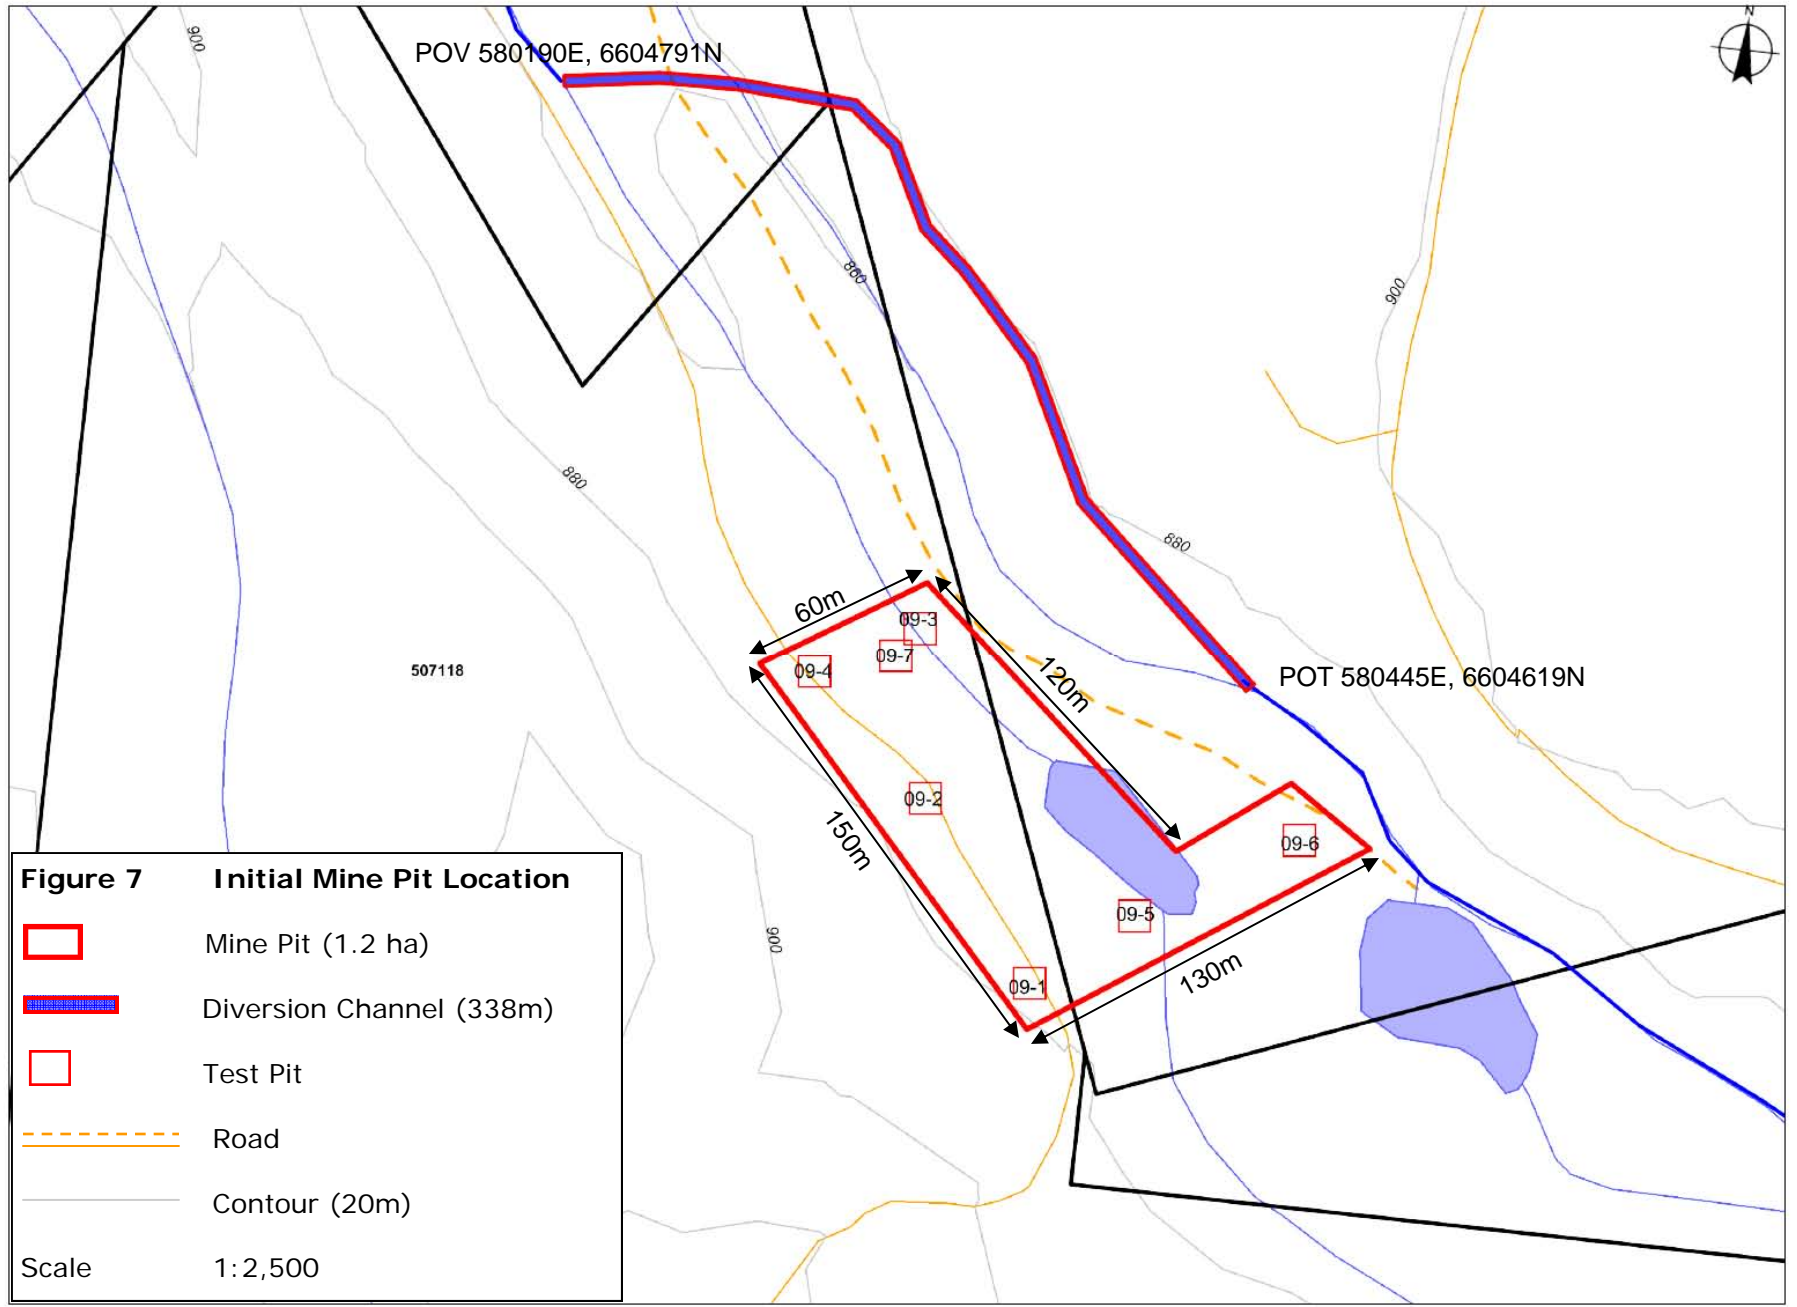 N
900
POV 580190E, 6604791N
860
900
880
880
60m
09-3
09-7
09-4
120m
507118
POT 580445E, 6604619N
09-2
150m
09-6
09-5
900
09-1
130m
Figure 7 Initial Mine Pit Location
Mine Pit (1.2 ha)
Diversion Channel (338m)
Test Pit
Road
Contour (20m)
Scale 1:2,500